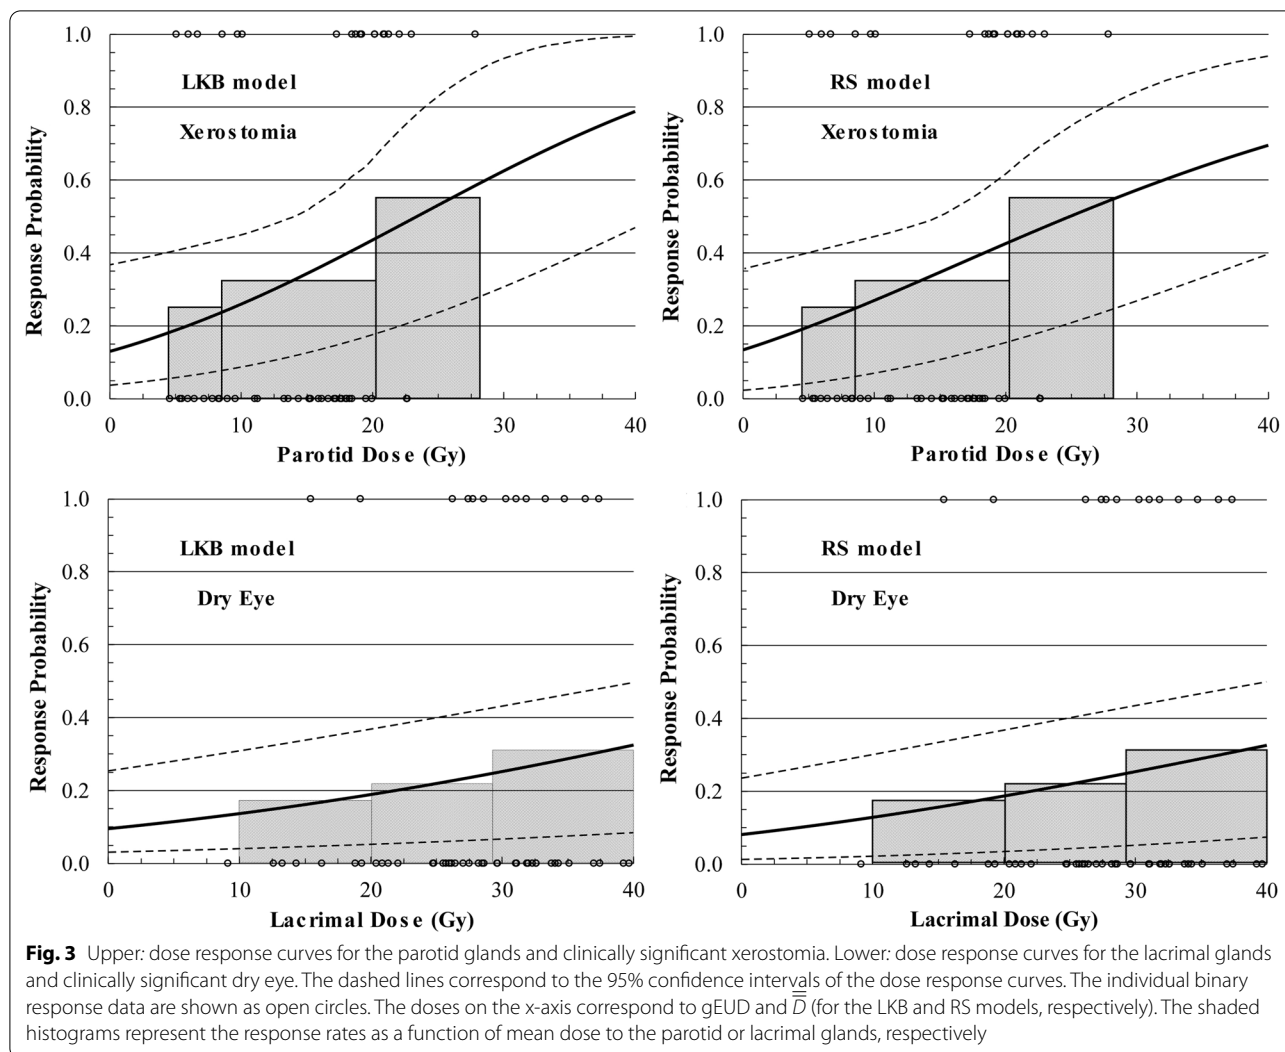 1.0
0.8
0.6
0.4
0.2
0.0
Response Probability
LKB model
Xerostomia
0 10 20 30 40
Parotid Dose (Gy)
1.0
0.8
0.6
0.4
0.2
0.0
Response Probability
RS model
Xerostomia
0 10 20 30 40
Parotid Dose (Gy)
1.0
0.8
0.6
0.4
0.2
0.0
Response Probability
LKB model
Dry Eye
0 10 20 30 40
Lacrimal Dose (Gy)
1.0
0.8
0.6
0.4
0.2
0.0
Response Probability
RS model
Dry Eye
0 10 20 30 40
Lacrimal Dose (Gy)
Fig. 3 Upper: dose response curves for the parotid glands and clinically significant xerostomia. Lower: dose response curves for the lacrimal glands
and clinically significant dry eye. The dashed lines correspond to the 95% confidence intervals of the dose response curves. The individual binary
response data are shown as open circles. The doses on the x-axis correspond to gEUD and D̿ (for the LKB and RS models, respectively). The shaded
histograms represent the response rates as a function of mean dose to the parotid or lacrimal glands, respectively